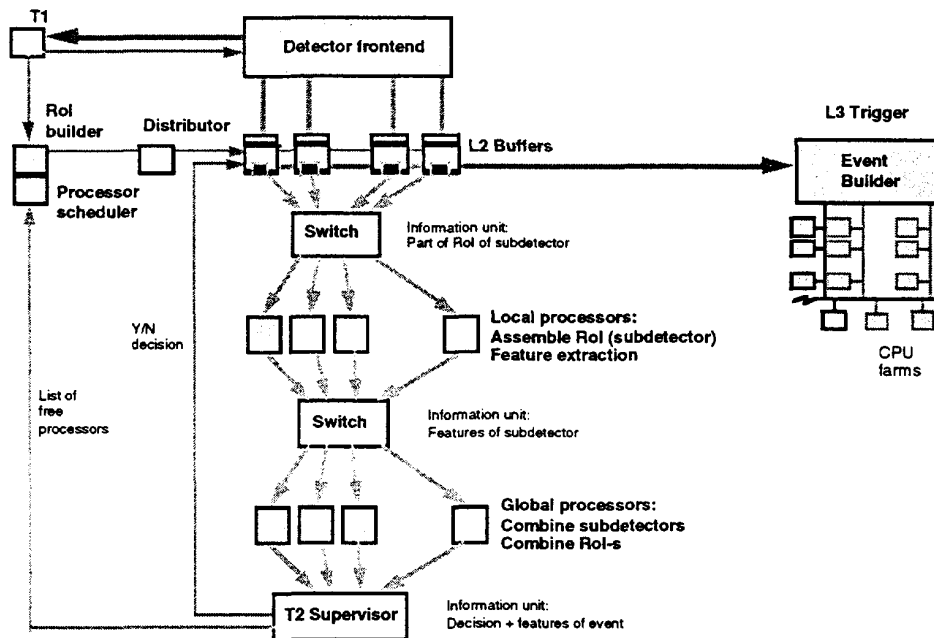 T1
Detector frontend
RoI
builder
Distributor
L2 Buffers
L3 Trigger
Event
Builder
Processor
scheduler
Switch
Information unit:
Part of RoI of subdetector
Y/N
decision
Local processors:
Assemble RoI (subdetector)
Feature extraction
CPU
farms
List of
free
processors
Switch
Information unit:
Features of subdetector
Global processors:
Combine subdetectors
Combine RoI-s
T2 Supervisor
Information unit:
Decision + features of event